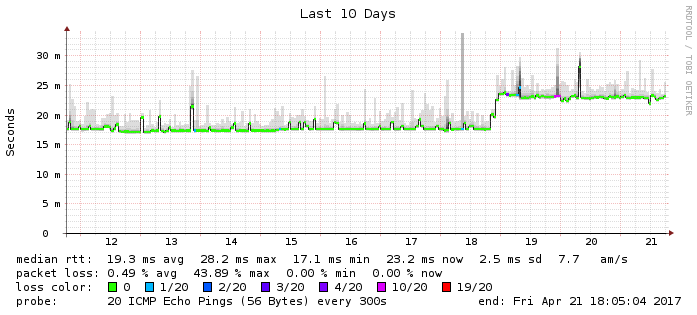 Last 10 Days
RRDTOOL / TOBI OETIKER
Seconds
30 m
25 m
20 m
15 m
10 m
5 m
0
12 13 14 15 16 17 18 19 20 21
median rtt: 19.3 ms avg 28.2 ms max 17.1 ms min 23.2 ms now 2.5 ms sd 7.7 am/s
packet loss: 0.49 % avg 43.89 % max 0.00 % min 0.00 % now
loss color: 0 1/20 2/20 3/20 4/20 10/20 19/20
probe: 20 ICMP Echo Pings (56 Bytes) every 300s end: Fri Apr 21 18:05:04 2017